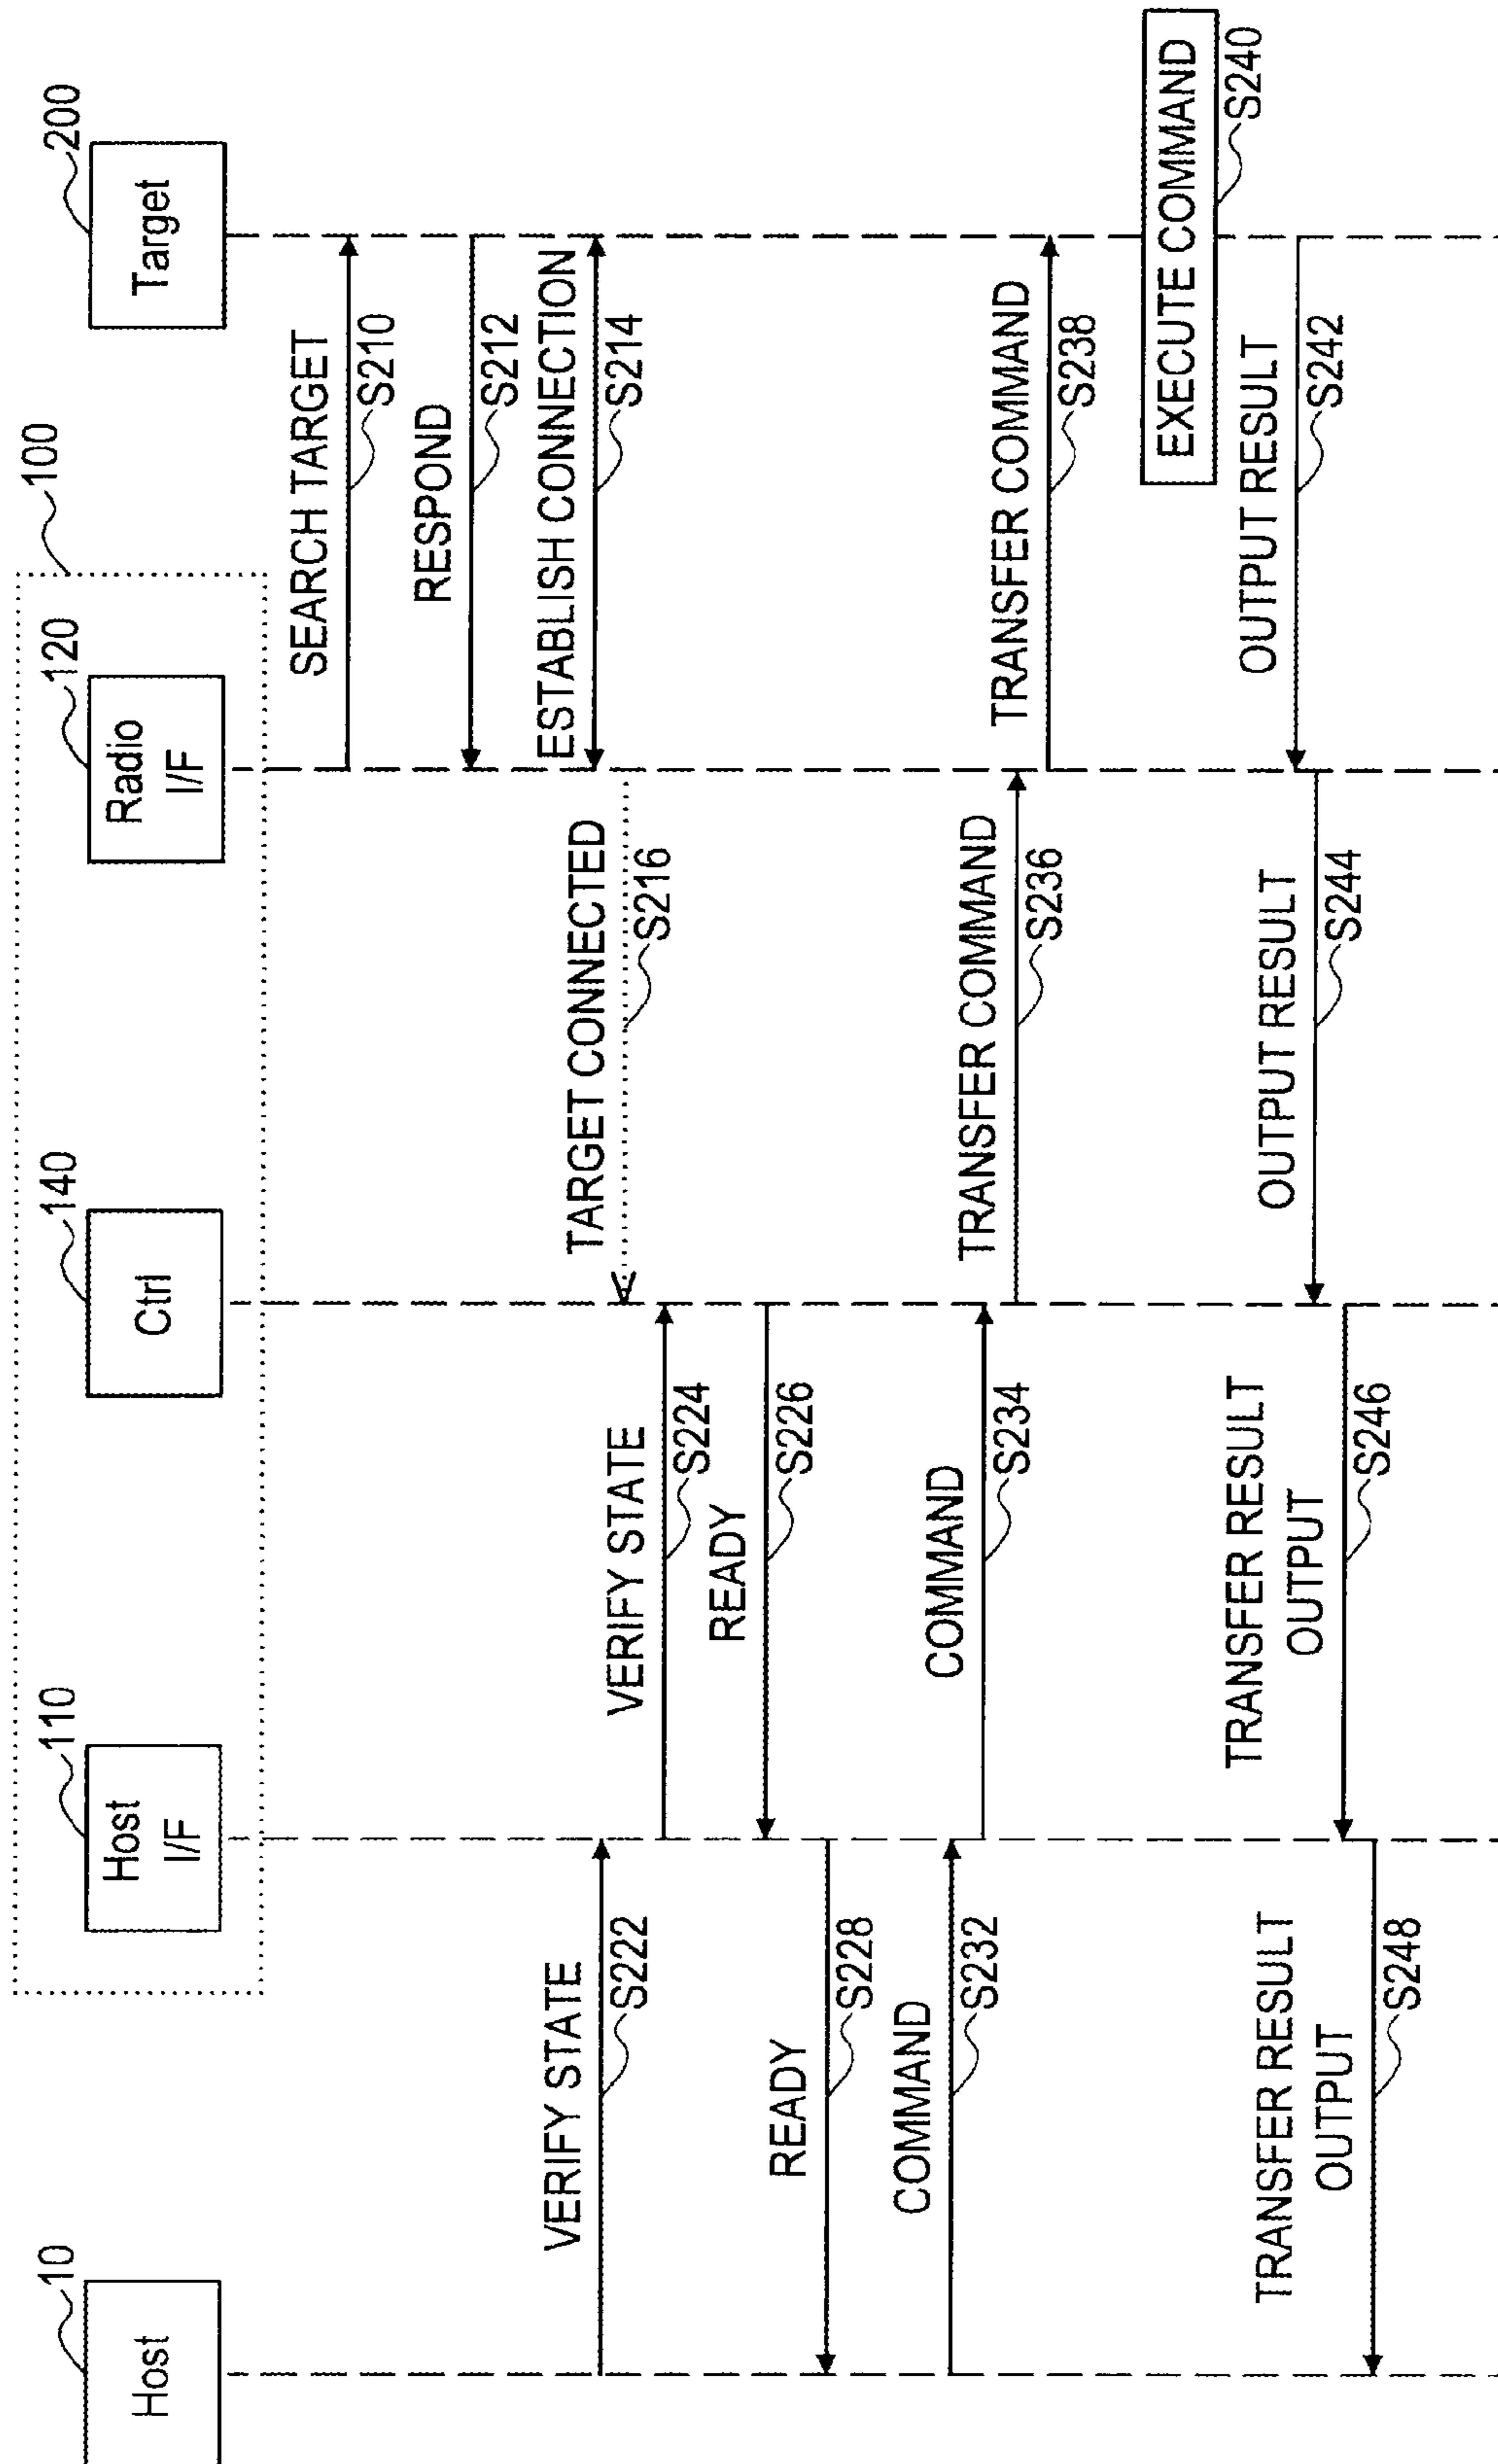 10
Host
100
110
Host
I/F
140
Ctrl
120
Radio
I/F
200
Target
SEARCH TARGET
S210
RESPOND
S212
ESTABLISH CONNECTION
S214
TARGET CONNECTED
S216
VERIFY STATE
S222
VERIFY STATE
S224
READY
S226
READY
S228
COMMAND
S232
COMMAND
S234
TRANSFER COMMAND
S236
TRANSFER COMMAND
S238
EXECUTE COMMAND
S240
OUTPUT RESULT
S242
OUTPUT RESULT
S244
TRANSFER RESULT
OUTPUT
S246
TRANSFER RESULT
OUTPUT
S248